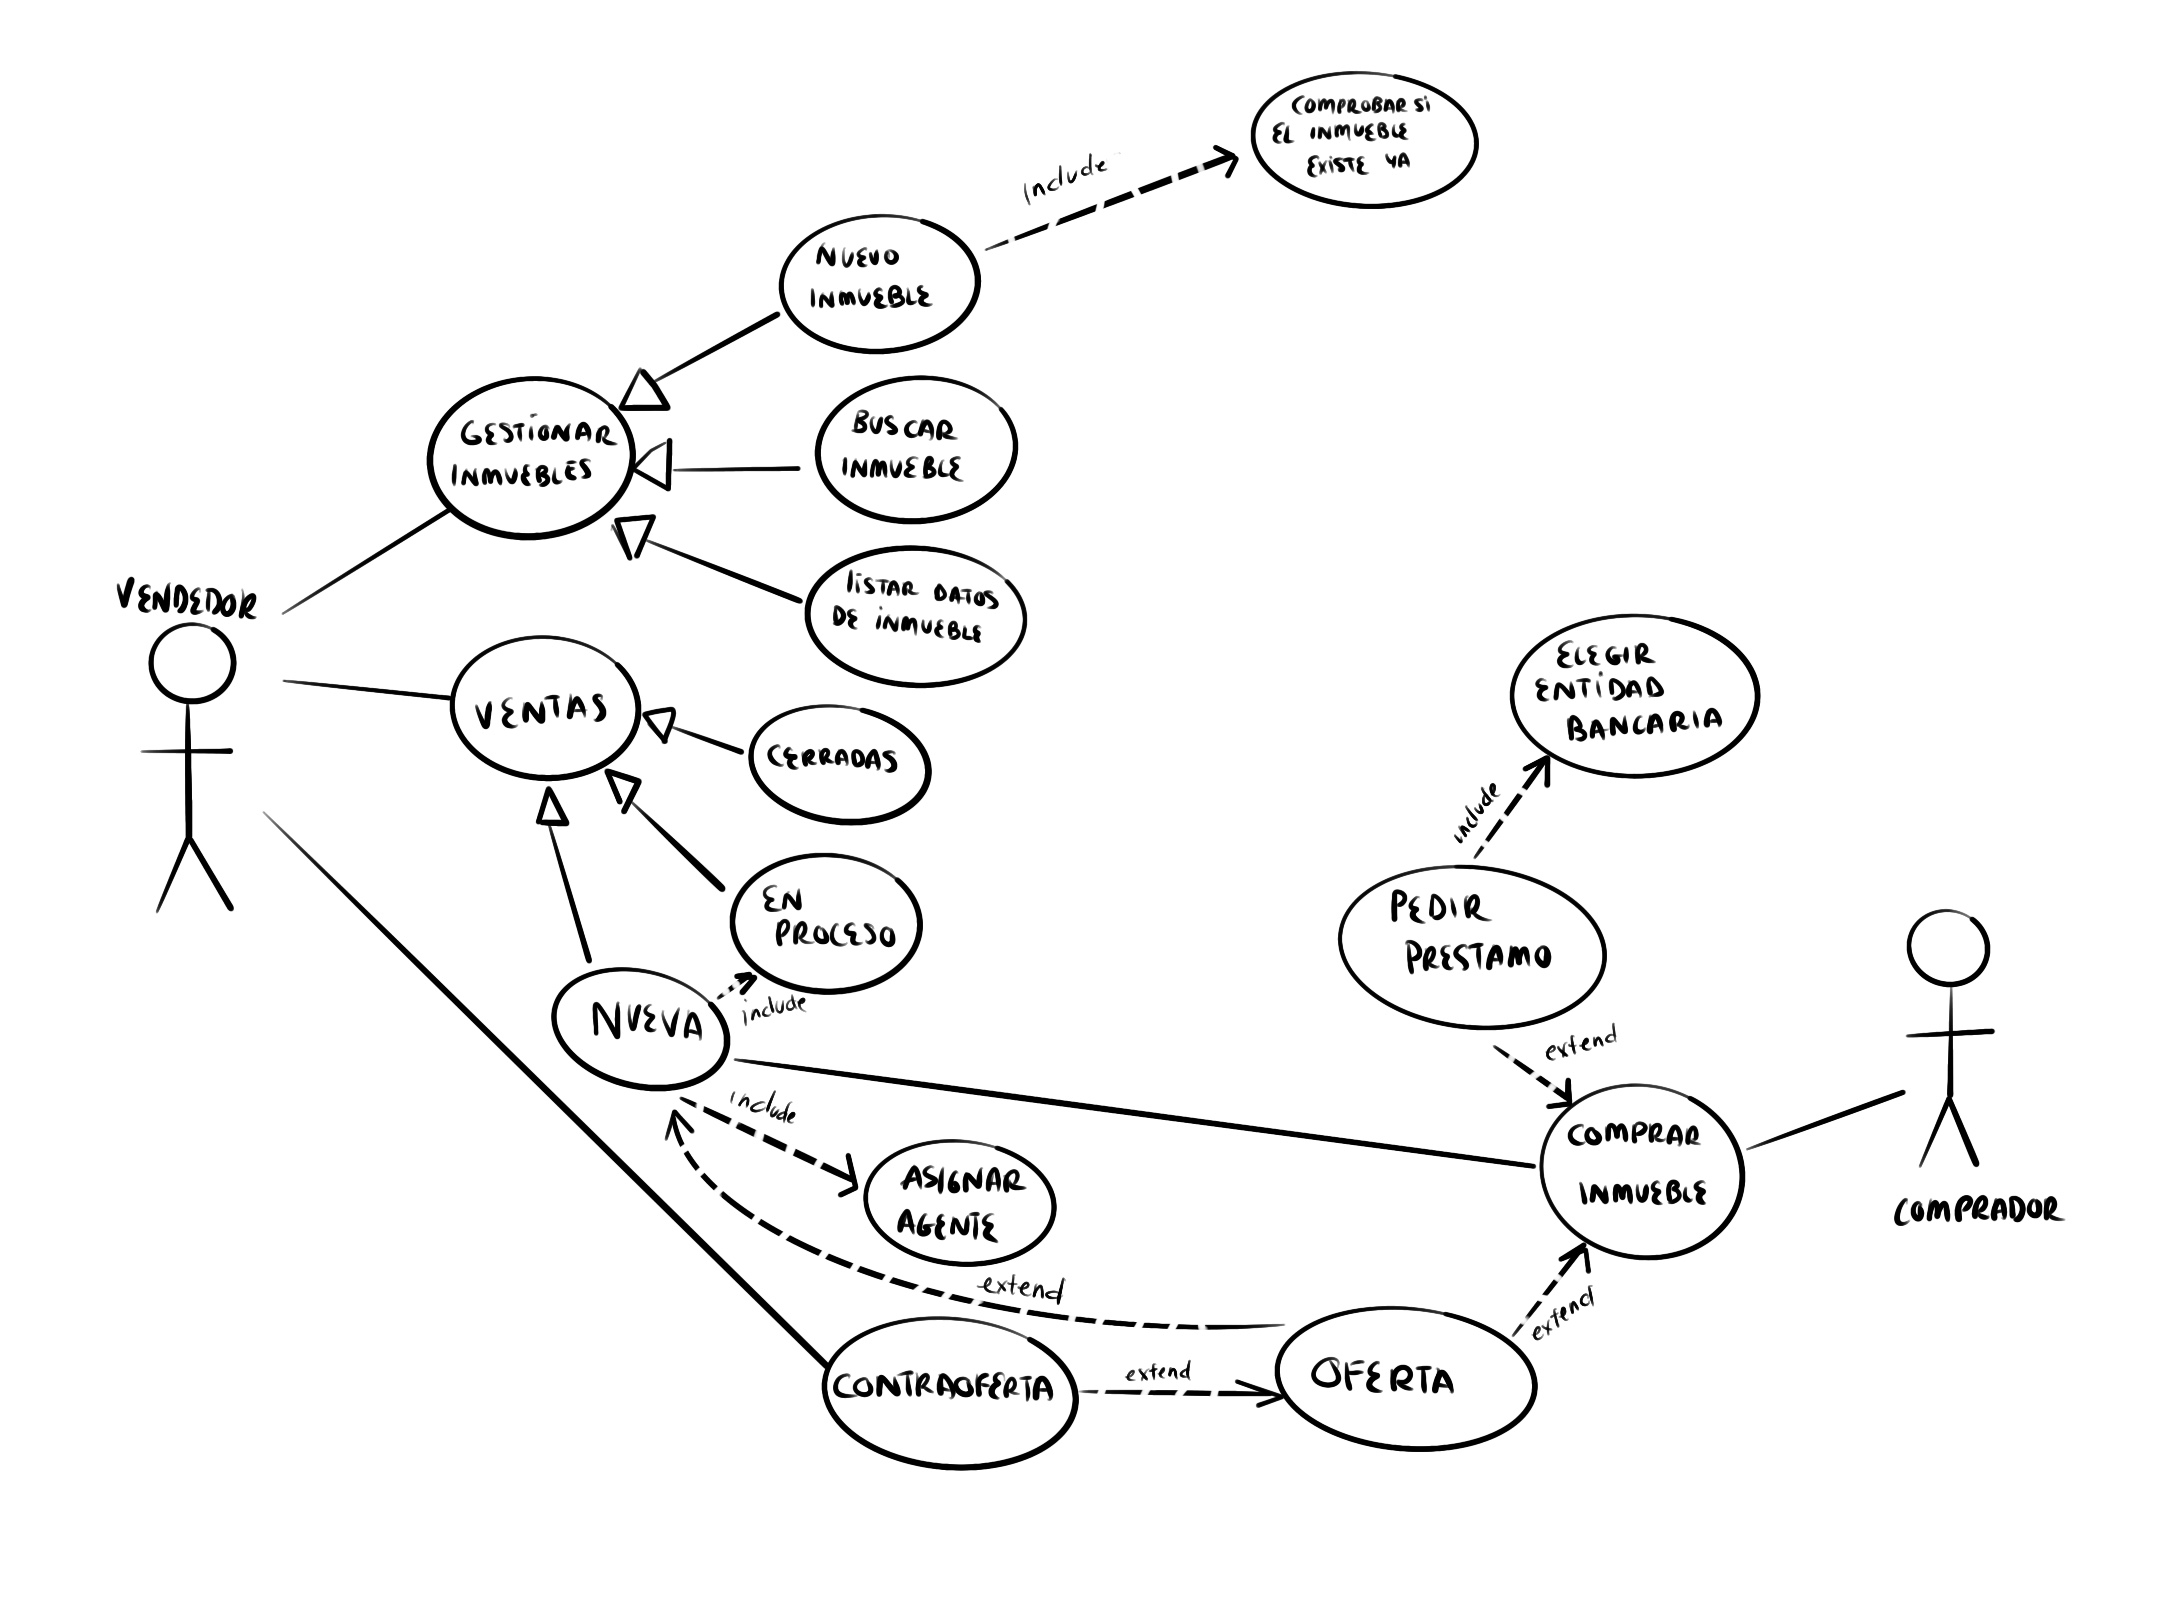 COMPROBAR SI
EL INMUEBLE
EXISTE YA
include
NUEVO
INMUEBLE
GESTIONAR
INMUEBLES
BUSCAR
INMUEBLE
LISTAR DATOS
DE INMUEBLE
VENDEDOR
VENTAS
CERRADAS
EN
PROCESO
NUEVA
include
include
ASIGNAR
AGENTE
extend
CONTRAOFERTA
extend
OFERTA
extend
ELEGIR
ENTIDAD
BANCARIA
include
PEDIR
PRESTAMO
extend
COMPRAR
INMUEBLE
COMPRADOR